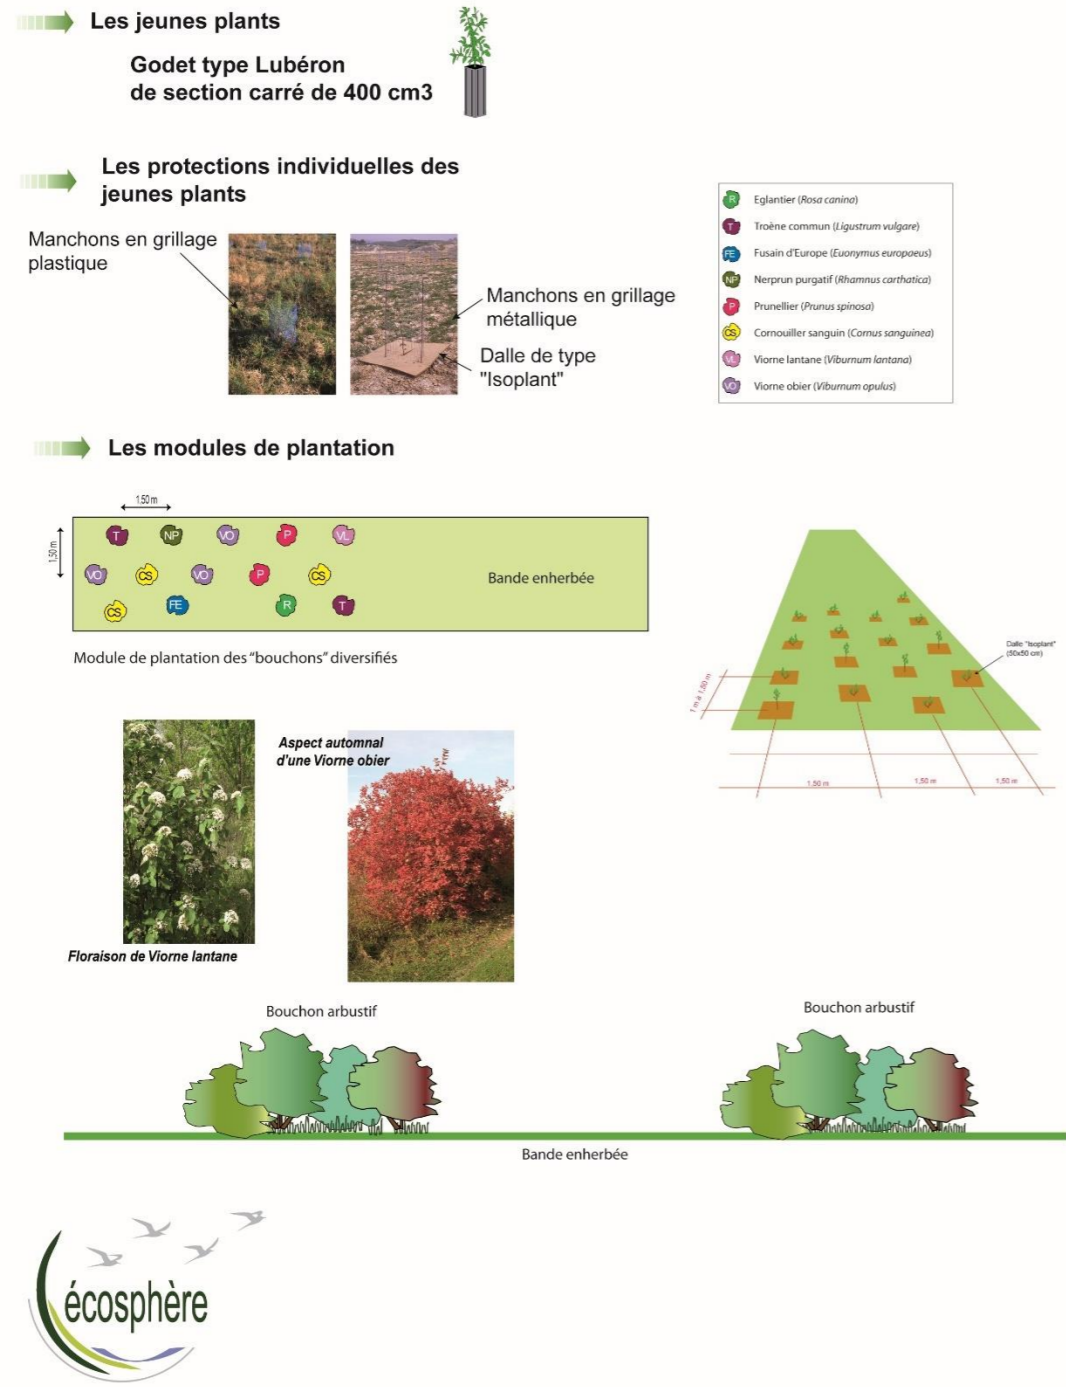 Les jeunes plants
Godet type Lubéron
de section carré de 400 cm3
Les protections individuelles des
jeunes plants
Manchons en grillage
plastique
Manchons en grillage
métallique
Dalle de type
"Isoplant"
R Eglantier (Rosa canina)
T Troène commun (Ligustrum vulgare)
FE Fusain d'Europe (Euonymus europaeus)
NP Nerprun purgatif (Rhamnus carthatica)
P Prunellier (Prunus spinosa)
CS Cornouiller sanguin (Cornus sanguinea)
VL Viorne lantane (Viburnum lantana)
VO Viorne obier (Viburnum opulus)
Les modules de plantation
1,50 m
1,50 m
T NP VO P VL
VO CS VO P CS
Bande enherbée
CS FE R T
Module de plantation des "bouchons" diversifiés
Dalle "Isoplant"
(50x50 cm)
1 m à 1,50 m
1,50 m 1,50 m 1,50 m
Aspect automnal
d'une Viorne obier
Floraison de Viorne lantane
Bouchon arbustif
Bouchon arbustif
Bande enherbée
écosphère